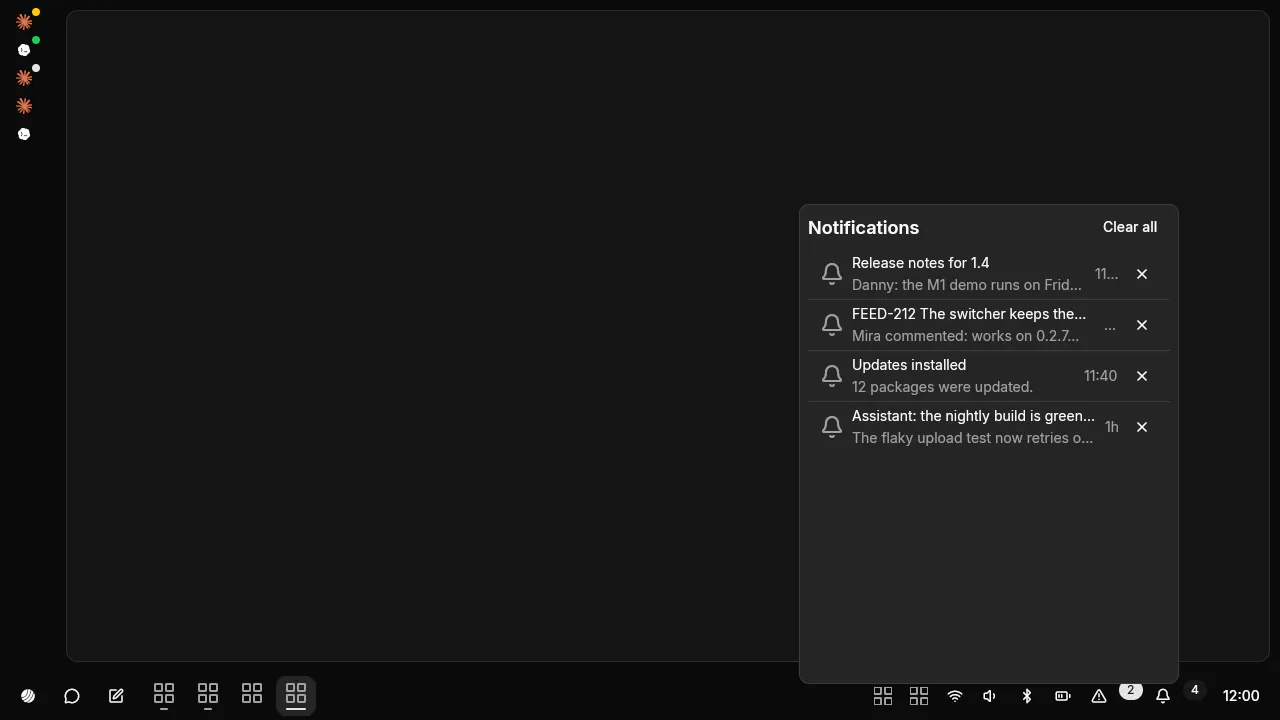 Notifications
Clear all
Release notes for 1.4
Danny: the M1 demo runs on Frid...
11...
FEED-212 The switcher keeps the...
Mira commented: works on 0.2.7...
...
Updates installed
12 packages were updated.
11:40
Assistant: the nightly build is green...
The flaky upload test now retries o...
1h
2
4
12:00